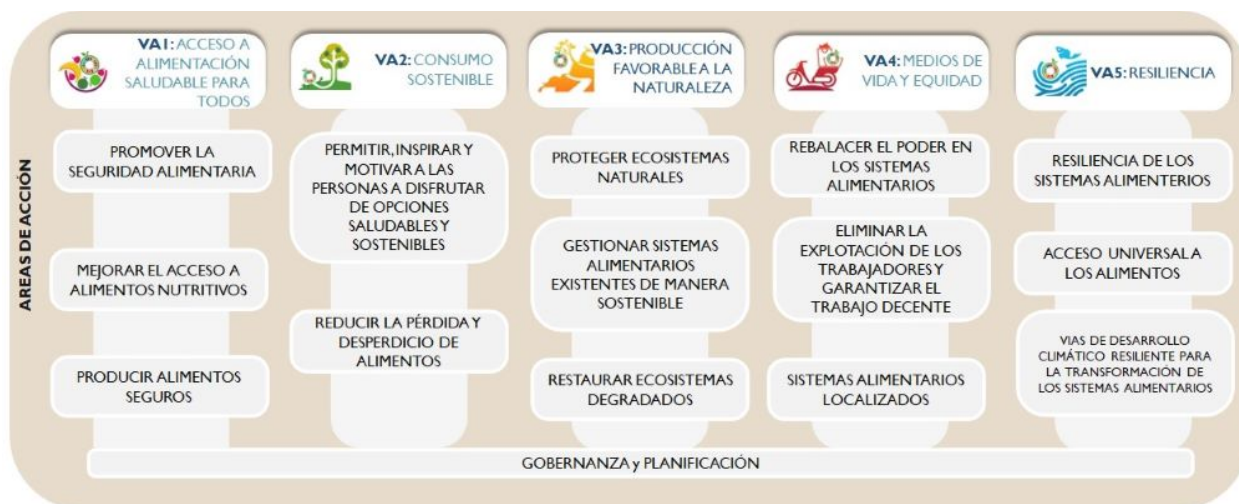 AREAS DE ACCIÓN
VA1: ACCESO A
ALIMENTACIÓN
SALUDABLE PARA
TODOS
PROMOVER LA
SEGURIDAD ALIMENTARIA
MEJORAR EL ACCESO A
ALIMENTOS NUTRITIVOS
PRODUCIR ALIMENTOS
SEGUROS
VA2: CONSUMO
SOSTENIBLE
PERMITIR, INSPIRAR Y
MOTIVAR A LAS
PERSONAS A DISFRUTAR
DE OPCIONES
SALUDABLES Y
SOSTENIBLES
REDUCIR LA PÉRDIDA Y
DESPERDICIO DE
ALIMENTOS
VA3: PRODUCCIÓN
FAVORABLE A LA
NATURALEZA
PROTEGER ECOSISTEMAS
NATURALES
GESTIONAR SISTEMAS
ALIMENTARIOS
EXISTENTES DE MANERA
SOSTENIBLE
RESTAURAR ECOSISTEMAS
DEGRADADOS
VA4: MEDIOS DE
VIDA Y EQUIDAD
REBALACER EL PODER EN
LOS SISTEMAS
ALIMENTARIOS
ELIMINAR LA
EXPLOTACIÓN DE LOS
TRABAJADORES Y
GARANTIZAR EL
TRABAJO DECENTE
SISTEMAS ALIMENTARIOS
LOCALIZADOS
VA5: RESILIENCIA
RESILIENCIA DE LOS
SISTEMAS ALIMENTERIOS
ACCESO UNIVERSAL A
LOS ALIMENTOS
VIAS DE DESARROLLO
CLIMÁTICO RESILIENTE PARA
LA TRANSFORMACIÓN DE
LOS SISTEMAS ALIMENTARIOS
GOBERNANZA y PLANIFICACIÓN